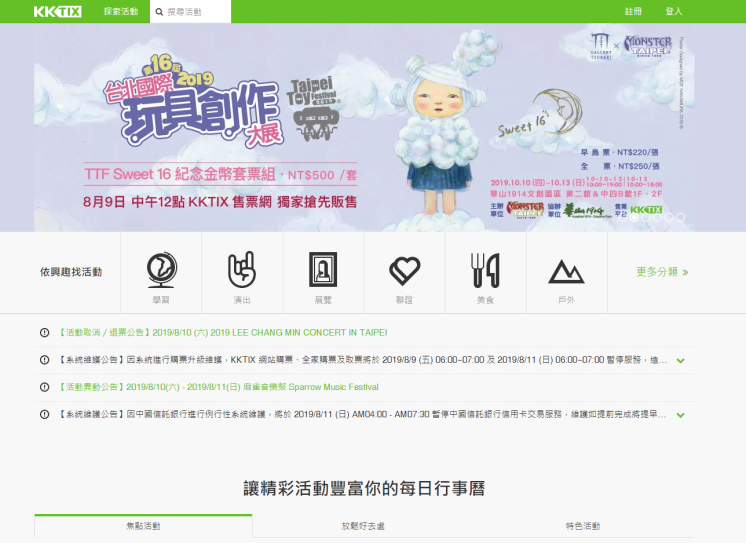 KKTIX 探索活動 搜尋活動 註冊 登入
第16屆
台北國際 2019
玩具創作
大展
Taipei
Toy
Festival
GALLERY
TSUBAKI
×
MONSTER
TAIPEI
Sweet 16
早鳥票・NT$220/張
全 票・NT$250/張
TTF Sweet 16 紀念金幣套票組・NT$500 /套
8月9日 中午12點 KKTIX 售票網 獨家搶先販售
2019.10.10 (四)-10.13 (日)
華山1914文創園區 東二館&中四B館1F、2F
主辦單位 MONSTER TAIPEI 協辦單位 華山1914 售票平台 KKTIX
依興趣找活動
學習
演出
展覽
聯誼
美食
戶外
更多分類 »
【活動取消 / 退票公告】2019/8/10 (六) 2019 LEE CHANG MIN CONCERT IN TAIPEI
【系統維護公告】因系統進行購票升級維護，KKTIX 網站購票、全家購票及取票將於 2019/8/9 (五) 06:00~07:00 及 2019/8/11 (日) 06:00~07:00 暫停服務，造...
【活動異動公告】2019/8/10(六) - 2019/8/11(日) 麻雀音樂祭 Sparrow Music Festival
【系統維護公告】因中國信託銀行進行例行性系統維護，將於 2019/8/11 (日) AM04:00 - AM07:30 暫停中國信託銀行信用卡交易服務，維護如提前完成將提早...
讓精彩活動豐富你的每日行事曆
焦點活動
放鬆好去處
特色活動